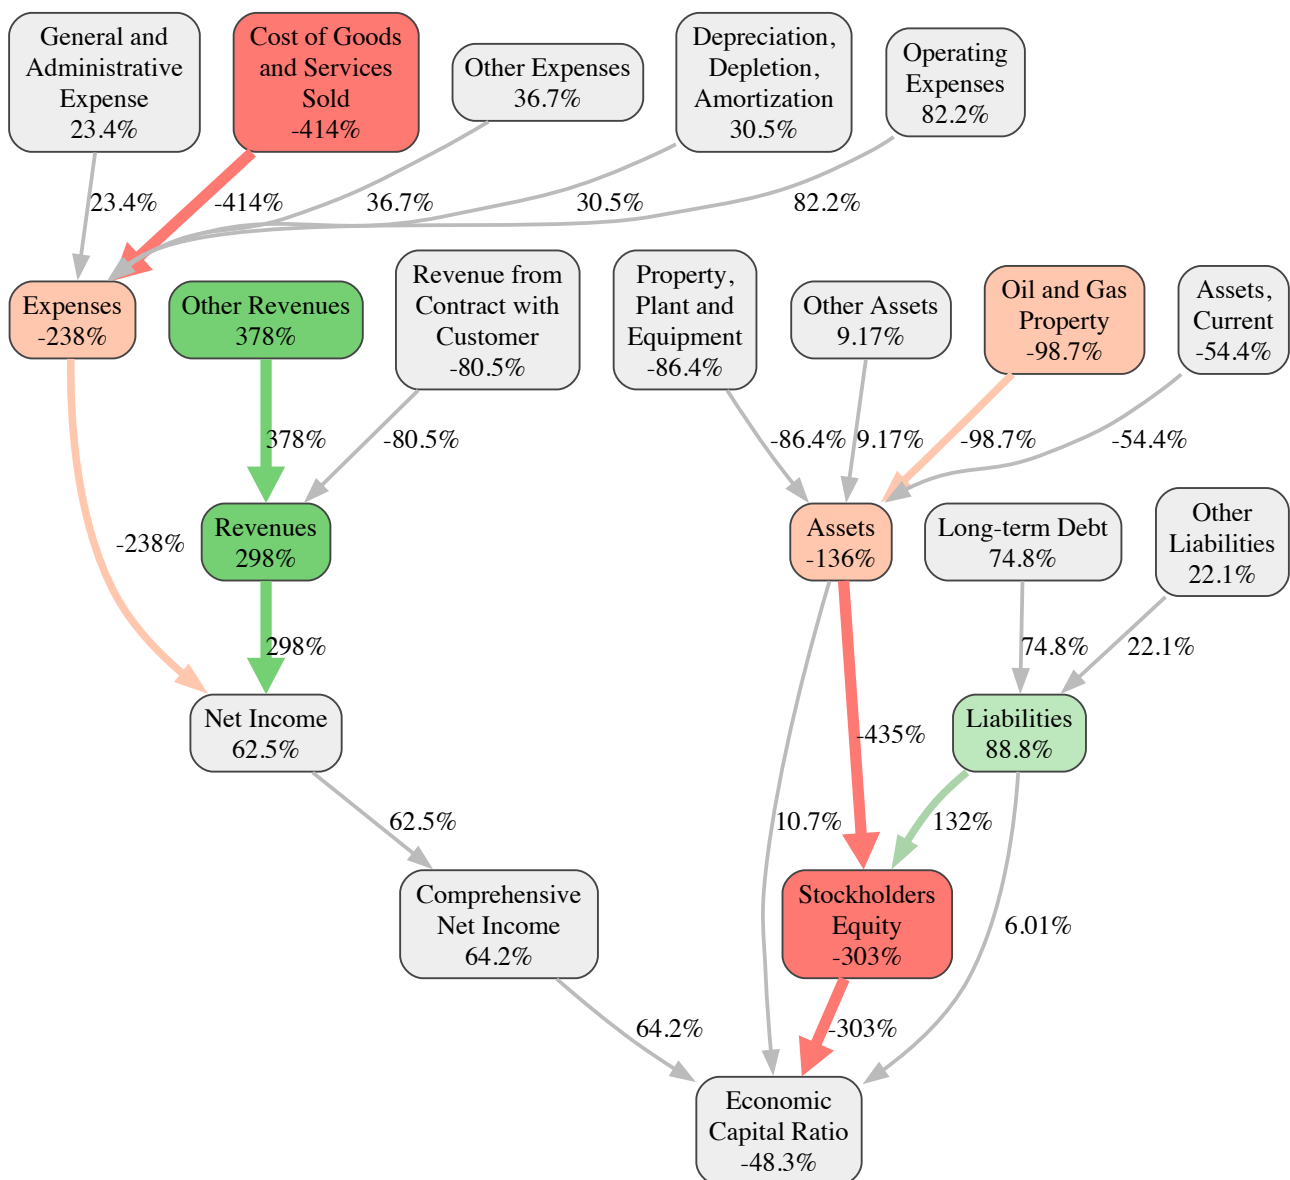 General and
Administrative
Expense
23.4%
Cost of Goods
and Services
Sold
-414%
Other Expenses
36.7%
Depreciation,
Depletion,
Amortization
30.5%
Operating
Expenses
82.2%
23.4%
-414%
36.7%
30.5%
82.2%
Expenses
-238%
Other Revenues
378%
Revenue from
Contract with
Customer
-80.5%
Property,
Plant and
Equipment
-86.4%
Other Assets
9.17%
Oil and Gas
Property
-98.7%
Assets,
Current
-54.4%
378%
-80.5%
-86.4%
9.17%
-98.7%
-54.4%
-238%
Revenues
298%
Assets
-136%
Long-term Debt
74.8%
Other
Liabilities
22.1%
298%
74.8%
22.1%
Net Income
62.5%
-435%
Liabilities
88.8%
62.5%
10.7%
132%
Comprehensive
Net Income
64.2%
Stockholders
Equity
-303%
6.01%
64.2%
-303%
Economic
Capital Ratio
-48.3%